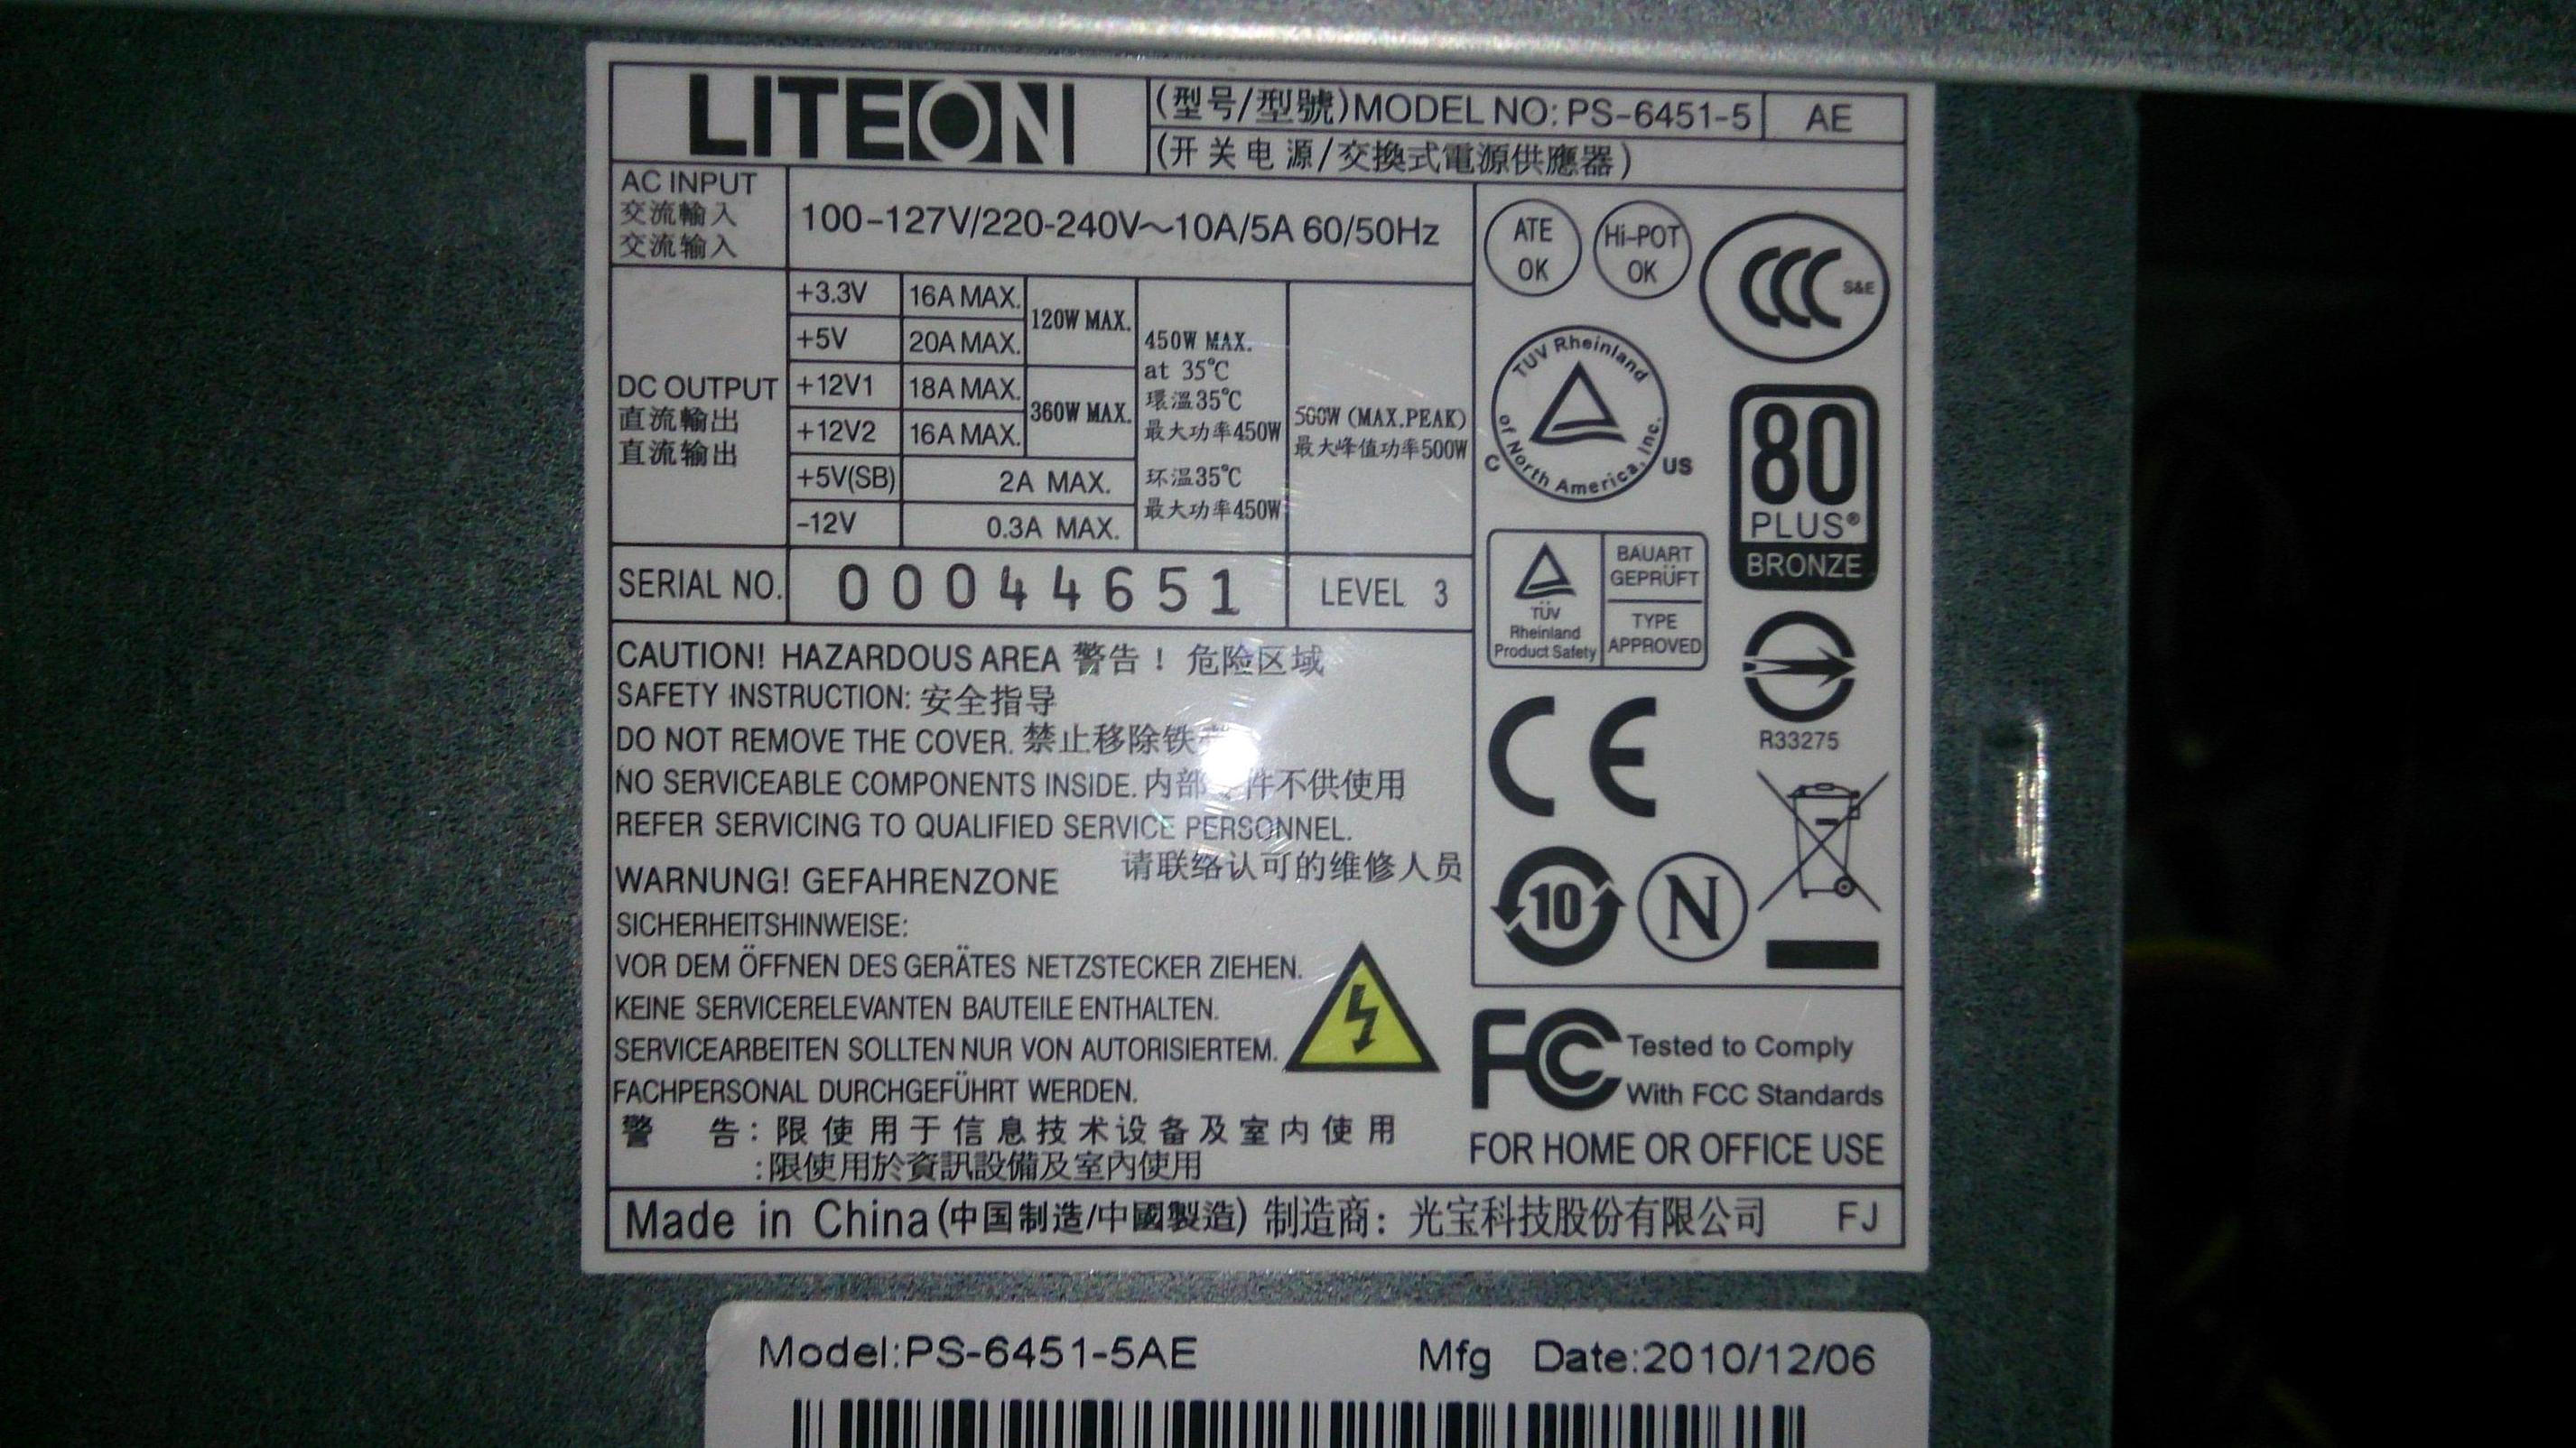 LITEON
(型号/型號)MODEL NO: PS-6451-5 AE
(开关电源/交換式電源供應器)
AC INPUT
交流輸入
交流输入
100-127V/220-240V～10A/5A 60/50Hz
DC OUTPUT
直流輸出
直流输出
+3.3V 16A MAX.
+5V 20A MAX.
120W MAX.
+12V1 18A MAX.
+12V2 16A MAX.
360W MAX.
+5V(SB) 2A MAX.
-12V 0.3A MAX.
450W MAX.
at 35℃
環溫35℃
最大功率450W
环温35℃
最大功率450W
500W (MAX.PEAK)
最大峰值功率500W
SERIAL NO. 00044651 LEVEL 3
CAUTION! HAZARDOUS AREA 警告！ 危险区域
SAFETY INSTRUCTION: 安全指导
DO NOT REMOVE THE COVER. 禁止移除铁
NO SERVICEABLE COMPONENTS INSIDE. 内部 件不供使用
REFER SERVICING TO QUALIFIED SERVICE PERSONNEL.
请联络认可的维修人员
WARNUNG! GEFAHRENZONE
SICHERHEITSHINWEISE:
VOR DEM ÖFFNEN DES GERÄTES NETZSTECKER ZIEHEN.
KEINE SERVICERELEVANTEN BAUTEILE ENTHALTEN.
SERVICEARBEITEN SOLLTEN NUR VON AUTORISIERTEM.
FACHPERSONAL DURCHGEFÜHRT WERDEN.
警 告: 限使用于信息技术设备及室内使用
:限使用於資訊設備及室內使用
ATE
OK
Hi-POT
OK
CCC S&E
TUV Rheinland
of North America, Inc.
C US
80
PLUS®
BRONZE
TÜV
Rheinland
Product Safety
BAUART
GEPRÜFT
TYPE
APPROVED
R33275
CE
10
N
FC Tested to Comply
With FCC Standards
FOR HOME OR OFFICE USE
Made in China(中国制造/中國製造) 制造商: 光宝科技股份有限公司 FJ
Model:PS-6451-5AE Mfg Date:2010/12/06